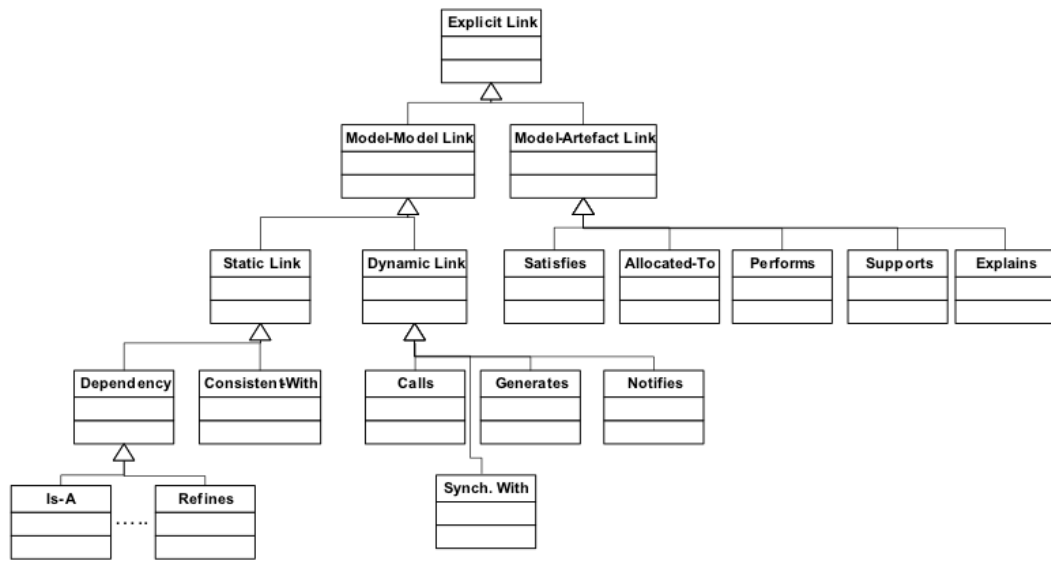 Explicit Link
Model-Model Link
Model-Artefact Link
Static Link
Dynamic Link
Satisfies
Allocated-To
Performs
Supports
Explains
Dependency
Consistent-With
Calls
Generates
Notifies
Is-A
.....
Refines
Synch. With